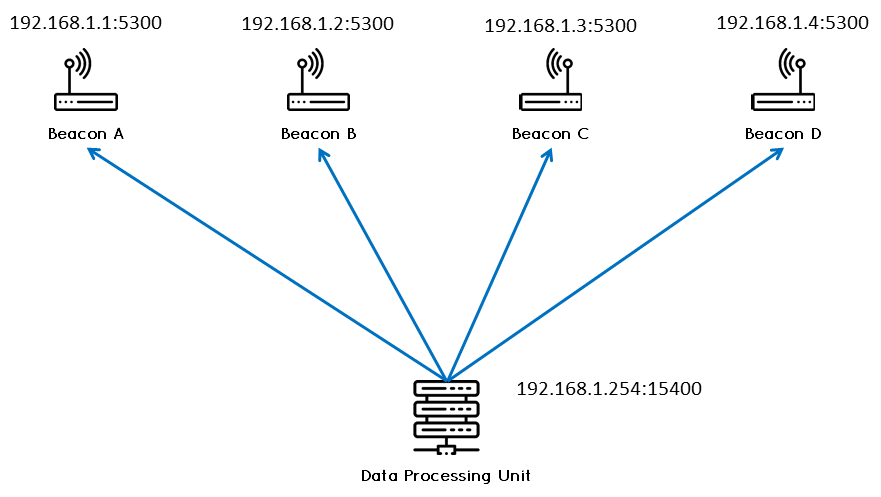 192.168.1.1:5300
192.168.1.2:5300
192.168.1.3:5300
192.168.1.4:5300
Beacon A
Beacon B
Beacon C
Beacon D
192.168.1.254:15400
Data Processing Unit